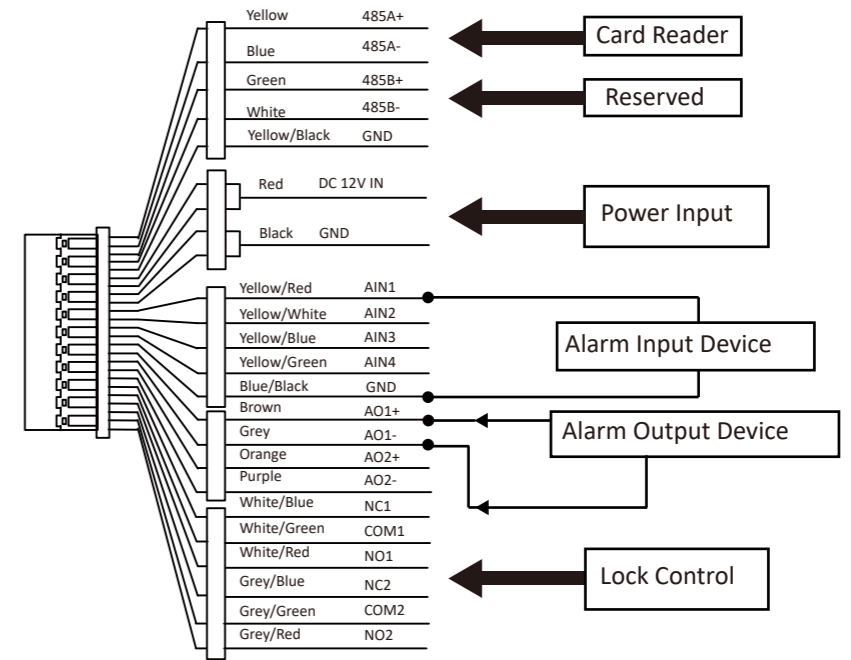 Yellow 485A+
Card Reader
Blue 485A-
Green 485B+
Reserved
White 485B-
Yellow/Black GND
Red DC 12V IN
Power Input
Black GND
Yellow/Red AIN1
Yellow/White AIN2
Yellow/Blue AIN3
Alarm Input Device
Yellow/Green AIN4
Blue/Black GND
Brown AO1+
Grey AO1-
Alarm Output Device
Orange AO2+
Purple AO2-
White/Blue NC1
White/Green COM1
White/Red NO1
Grey/Blue NC2
Lock Control
Grey/Green COM2
Grey/Red NO2